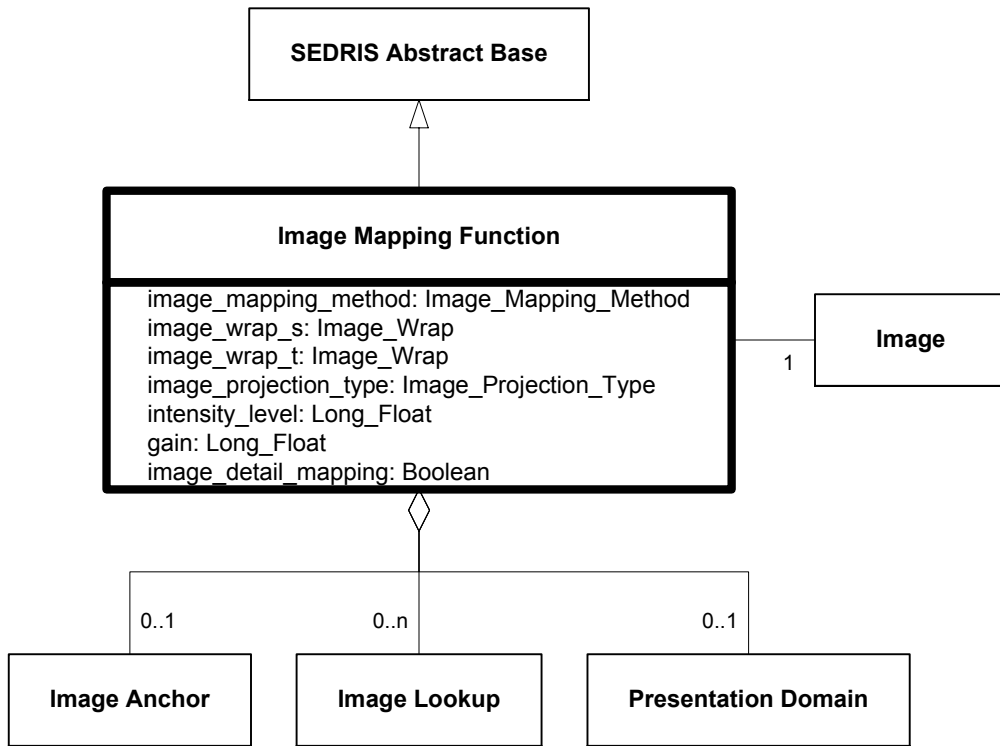 SEDRIS Abstract Base
Image Mapping Function
image_mapping_method: Image_Mapping_Method
image_wrap_s: Image_Wrap
image_wrap_t: Image_Wrap
image_projection_type: Image_Projection_Type
intensity_level: Long_Float
gain: Long_Float
image_detail_mapping: Boolean
Image
1
0..1
0..n
0..1
Image Anchor
Image Lookup
Presentation Domain